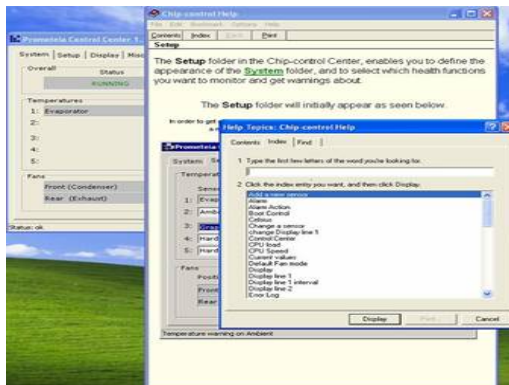 Prometeia Control Center 1.
System Setup Display Misc
Overall
Status
RUNNING
Temperatures
1: Evaporator
2:
3:
4:
5:
Fans
Front (Condenser)
Rear (Exhaust)
Status: ok
Chip-control Help
File Edit Bookmark Options Help
Contents Index Back Print
Setup
The Setup folder in the Chip-control Center, enables you to define the
appearance of the System folder, and to select which health functions
you want to monitor and get warnings about.
The Setup folder will initially appear as seen below.
In order to get
Prometeia
System Se
Temperat
Senso
1: Evap
2: Amb
3: Grap
4: Hard
5: Hard
Fans
Positi
Front
Rear
Temperature warning on Ambient
Help Topics: Chip-control Help
Contents Index Find
1 Type the first few letters of the word you're looking for.
2 Click the index entry you want, and then click Display.
Add a new sensor
Alarm
Alarm Action
Boot Control
Celsius
Change a sensor
change Display line 1
Control Center
CPU load
CPU Speed
Current values
Default Fan mode
Display
Display line 1
Display line 1 interval
Display line 2
Error Log
Display Print... Cancel